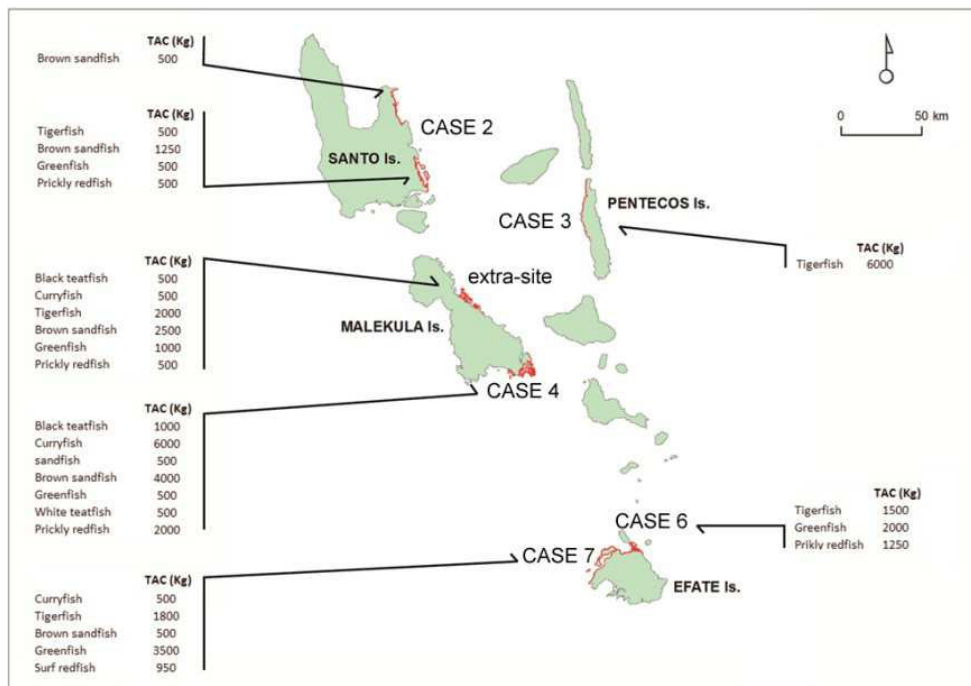 TAC (Kg)
Brown sandfish 500
TAC (Kg)
Tigerfish 500
Brown sandfish 1250
Greenfish 500
Prickly redfish 500
TAC (Kg)
Black teatfish 500
Curryfish 500
Tigerfish 2000
Brown sandfish 2500
Greenfish 1000
Prickly redfish 500
TAC (Kg)
Black teatfish 1000
Curryfish 6000
sandfish 500
Brown sandfish 4000
Greenfish 500
White teatfish 500
Prickly redfish 2000
TAC (Kg)
Curryfish 500
Tigerfish 1800
Brown sandfish 500
Greenfish 3500
Surf redfish 950
CASE 2
SANTO Is.
CASE 3
PENTECOS Is.
extra-site
MALEKULA Is.
CASE 4
CASE 6
CASE 7
EFATE Is.
0 50 km
TAC (Kg)
Tigerfish 6000
TAC (Kg)
Tigerfish 1500
Greenfish 2000
Prikly redfish 1250